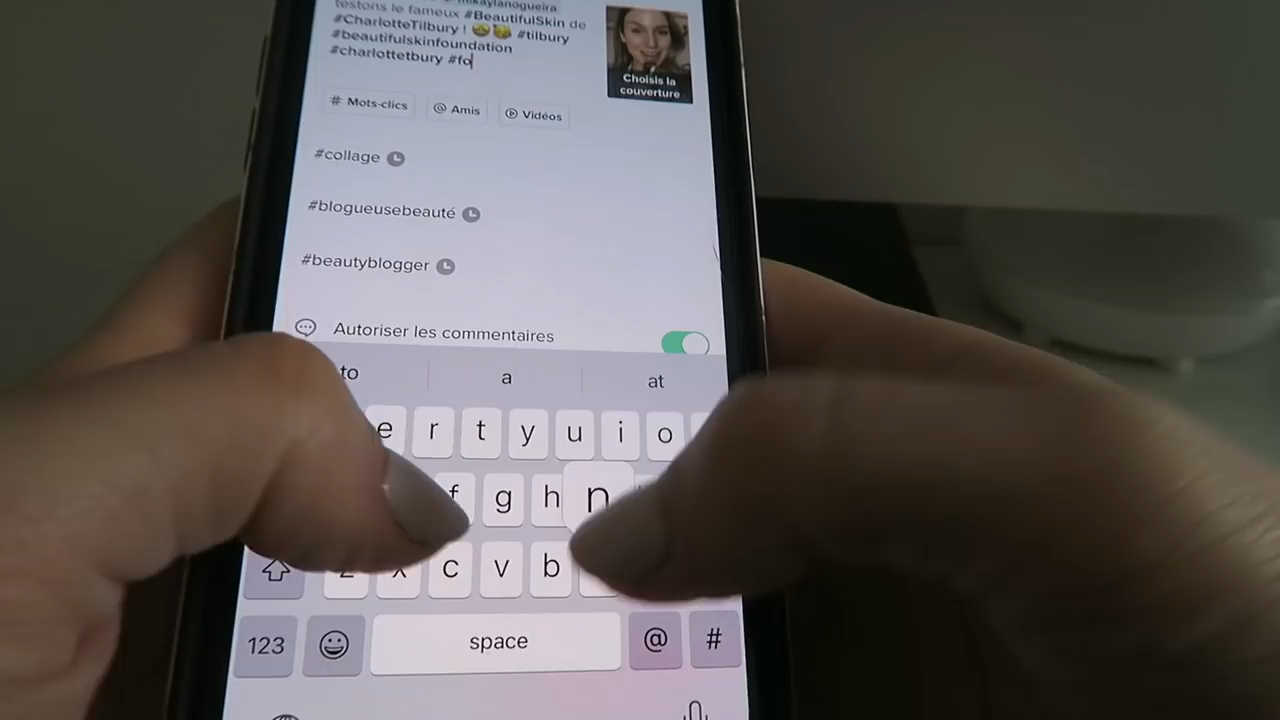 mikaylanogueira
testons le fameux #BeautifulSkin de
#CharlotteTilbury ! 🤩🥳 #tilbury
#beautifulskinfoundation
#charlottetbury #fo
Choisis la
couverture
# Mots-clics
@ Amis
Vidéos
#collage
#blogueusebeauté
#beautyblogger
Autoriser les commentaires
to a at
e r t y u i o
f g h n
z x c v b
123 space @ #